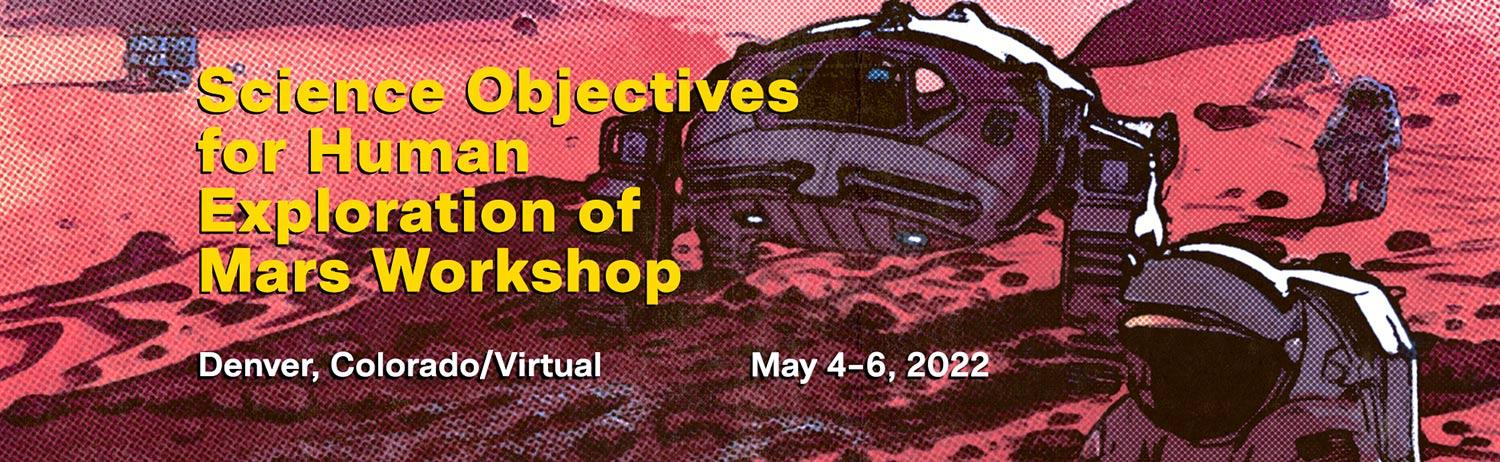 Science Objectives
for Human
Exploration of
Mars Workshop
Denver, Colorado/Virtual
May 4–6, 2022